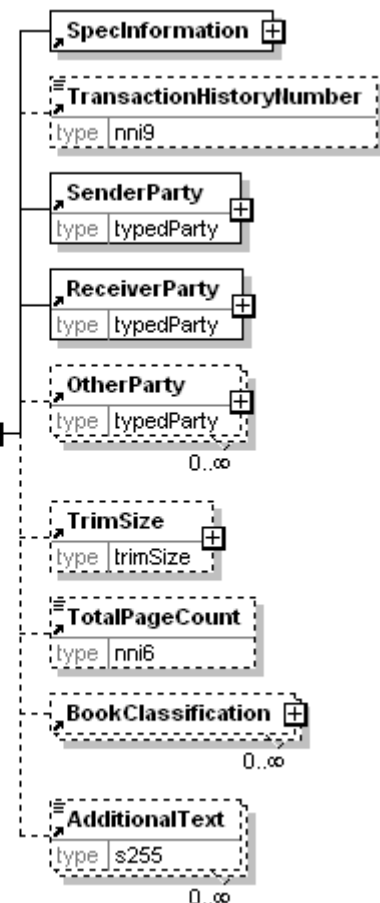 SpecInformation
TransactionHistoryNumber
type nni9
SenderParty
type typedParty
ReceiverParty
type typedParty
OtherParty
type typedParty
0..∞
TrimSize
type trimSize
TotalPageCount
type nni6
BookClassification
0..∞
AdditionalText
type s255
0..∞